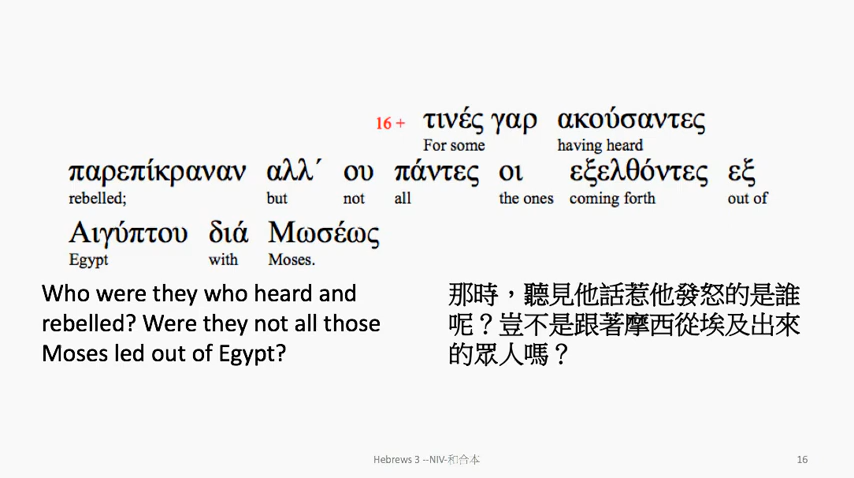 16 + τινές γαρ ακούσαντες
For some having heard
παρεπίκραναν αλλ΄ ου πάντες οι εξελθόντες εξ
rebelled; but not all the ones coming forth out of
Αιγύπτου διά Μωσέως
Egypt with Moses.
Who were they who heard and
rebelled? Were they not all those
Moses led out of Egypt?
那時，聽見他話惹他發怒的是誰
呢？豈不是跟著摩西從埃及出來
的眾人嗎？
Hebrews 3 --NIV-和合本
16